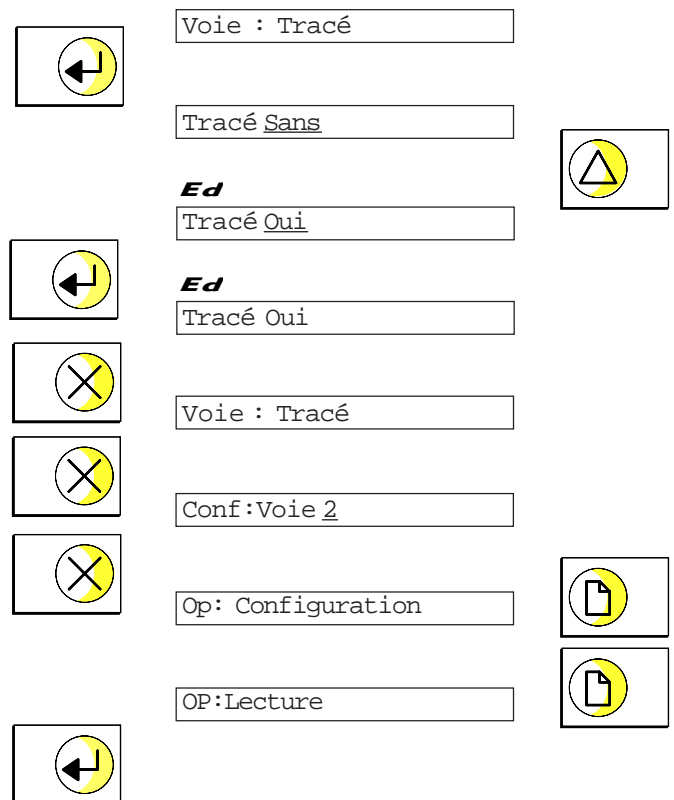 Voie : Tracé
Tracé Sans
Ed
Tracé Oui
Ed
Tracé Oui
Voie : Tracé
Conf:Voie 2
Op: Configuration
OP:Lecture